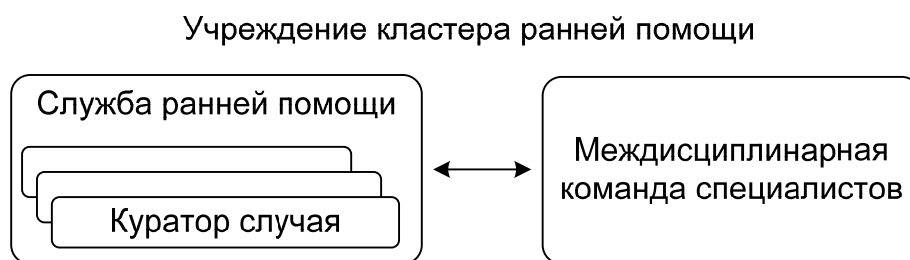 Учреждение кластера ранней помощи
Служба ранней помощи
Куратор случая
Междисциплинарная
команда специалистов